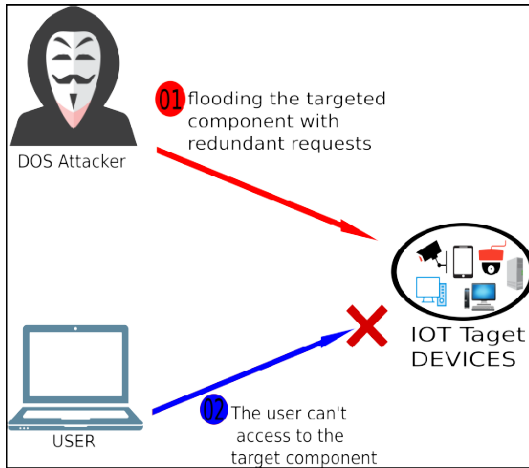 01 flooding the targeted
component with
redundant requests
DOS Attacker
IOT Taget
DEVICES
USER
02 The user can't
access to the
target component